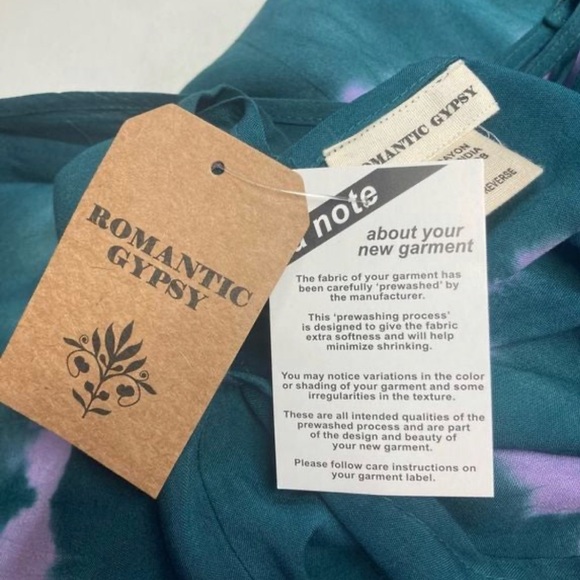 ROMANTIC
GYPSY
ROMANTIC GYPSY
REVERSE
note
about your
new garment
The fabric of your garment has
been carefully ‘prewashed’ by
the manufacturer.
This ‘prewashing process’
is designed to give the fabric
extra softness and will help
minimize shrinking.
You may notice variations in the color
or shading of your garment and some
irregularities in the texture.
These are all intended qualities of the
prewashed process and are part
of the design and beauty of
your new garment.
Please follow care instructions on
your garment label.